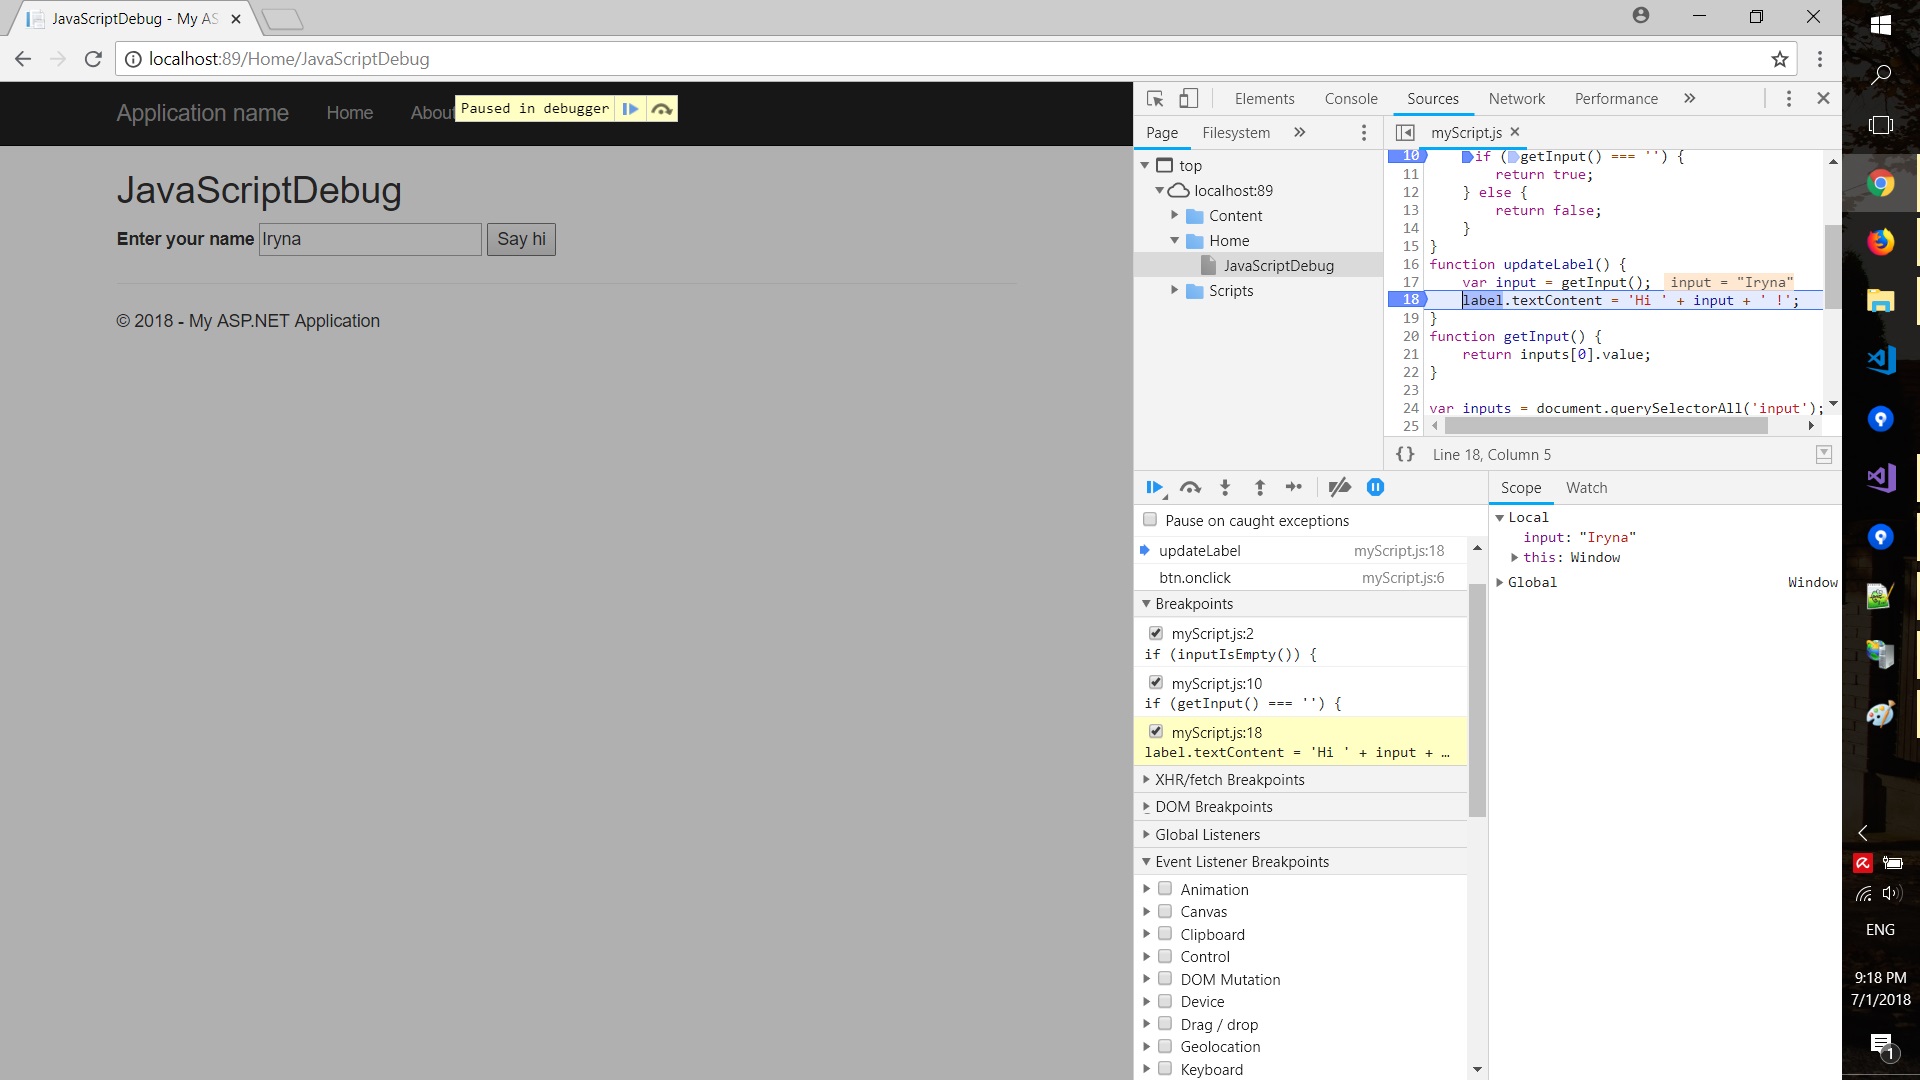 JavaScriptDebug - My AS
localhost:89/Home/JavaScriptDebug
Application name
Home
About
Paused in debugger
JavaScriptDebug
Enter your name
Iryna
Say hi
© 2018 - My ASP.NET Application
Elements
Console
Sources
Network
Performance
Page
Filesystem
top
localhost:89
Content
Home
JavaScriptDebug
Scripts
myScript.js
10 if (getInput() === '') {
11 return true;
12 } else {
13 return false;
14 }
15 }
16 function updateLabel() {
17 var input = getInput(); input = "Iryna"
18 label.textContent = 'Hi ' + input + ' !';
19 }
20 function getInput() {
21 return inputs[0].value;
22 }
23
24 var inputs = document.querySelectorAll('input');
25
{} Line 18, Column 5
Pause on caught exceptions
updateLabel myScript.js:18
btn.onclick myScript.js:6
Breakpoints
myScript.js:2
if (inputIsEmpty()) {
myScript.js:10
if (getInput() === '') {
myScript.js:18
label.textContent = 'Hi ' + input + …
XHR/fetch Breakpoints
DOM Breakpoints
Global Listeners
Event Listener Breakpoints
Animation
Canvas
Clipboard
Control
DOM Mutation
Device
Drag / drop
Geolocation
Keyboard
Scope
Watch
Local
input: "Iryna"
this: Window
Global Window
ENG
9:18 PM
7/1/2018
1